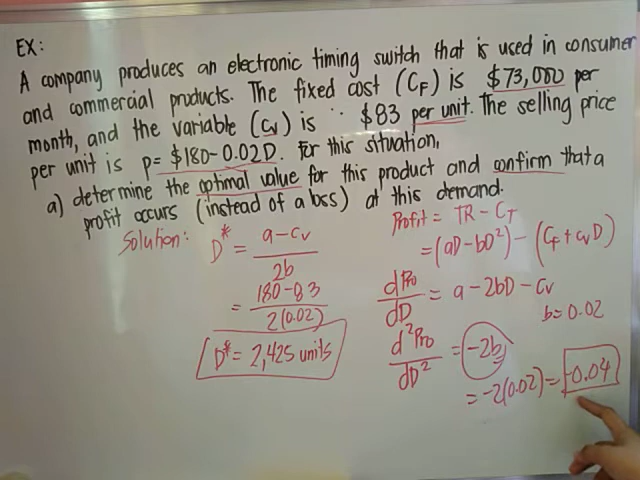 EX:
A company produces an electronic timing switch that is used in consumer
and commercial products. The fixed cost (CF) is $73,000 per
month, and the variable (Cv) is $83 per unit. The selling price
per unit is p= $180-0.02D. For this situation,
a) determine the optimal value for this product and confirm that a
profit occurs (instead of a loss) at this demand.
Solution: D* = a-cv / 2b
= 180-83 / 2(0.02)
D* = 2,425 units
Profit = TR - CT
= (aD-bD²) - (CF + cvD)
dPro/dD = a - 2bD - cv
b=0.02
d²Pro/dD² = -2b
= -2(0.02) = -0.04